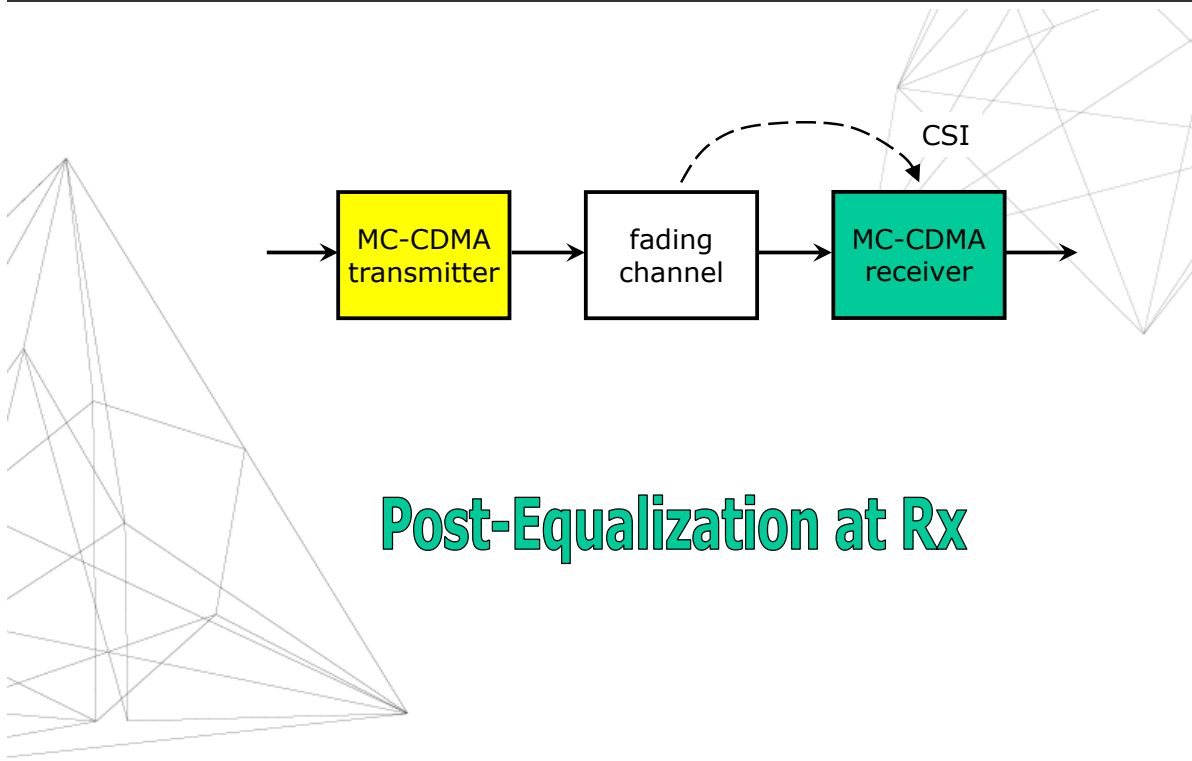 CSI
MC-CDMA
transmitter
fading
channel
MC-CDMA
receiver
Post-Equalization at Rx